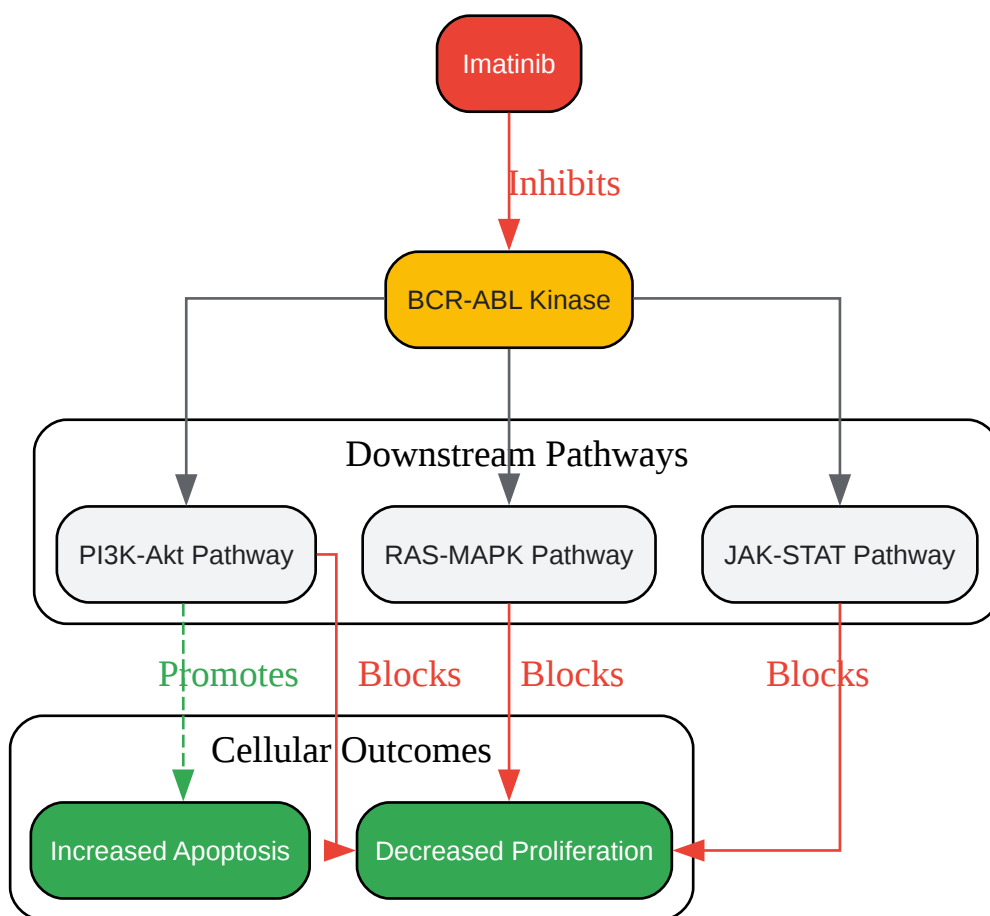 Imatinib
Inhibits
BCR-ABL Kinase
Downstream Pathways
PI3K-Akt Pathway
RAS-MAPK Pathway
JAK-STAT Pathway
Promotes
Blocks
Blocks
Blocks
Cellular Outcomes
Increased Apoptosis
Decreased Proliferation